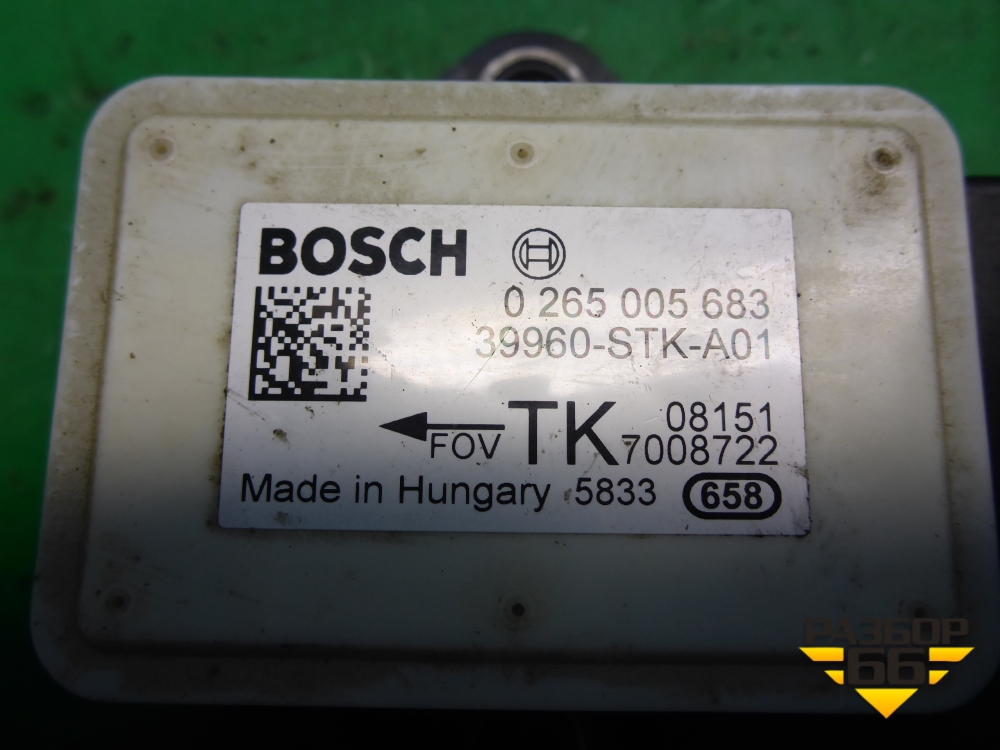 BOSCH
0 265 005 683
39960-STK-A01
FOV TK 08151
7008722
Made in Hungary 5833 658
РАЗБОР
66